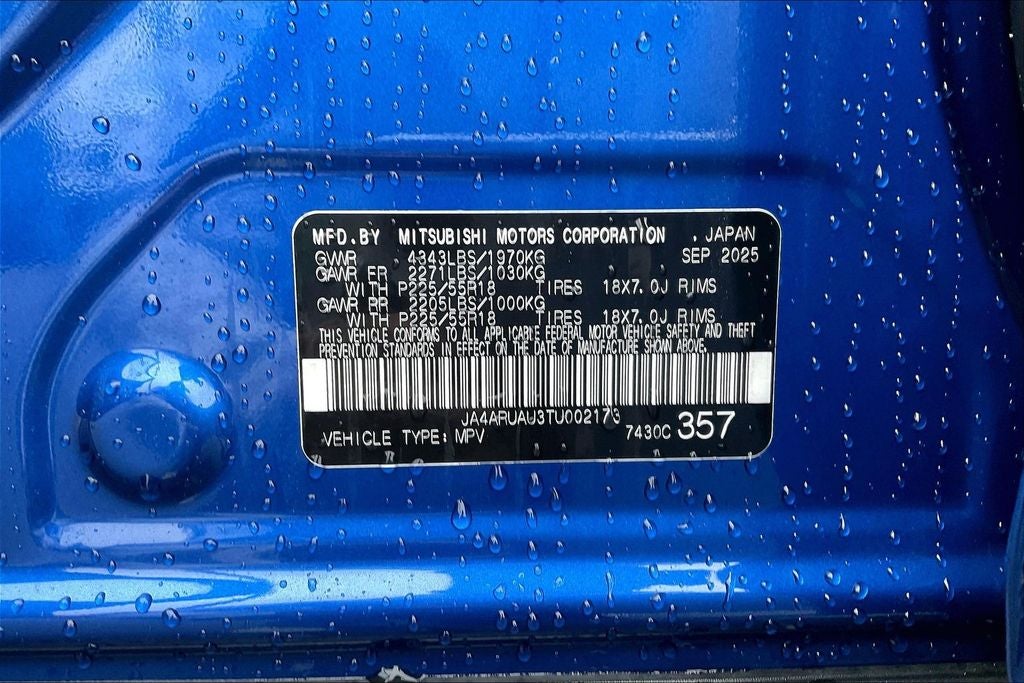 MFD.BY MITSUBISHI MOTORS CORPORATION , JAPAN
GVWR 4343LBS/1970KG SEP 2025
GAWR FR 2271LBS/1030KG
WITH P225/55R18 TIRES 18X7.0J RIMS
GAWR RR 2205LBS/1000KG
WITH P225/55R18 TIRES 18X7.0J RIMS
THIS VEHICLE CONFORMS TO ALL APPLICABLE FEDERAL MOTOR VEHICLE SAFETY AND THEFT
PREVENTION STANDARDS IN EFFECT ON THE DATE OF MANUFACTURE SHOWN ABOVE.
JA4ARUAU3TU002173
VEHICLE TYPE: MPV 7430C 357